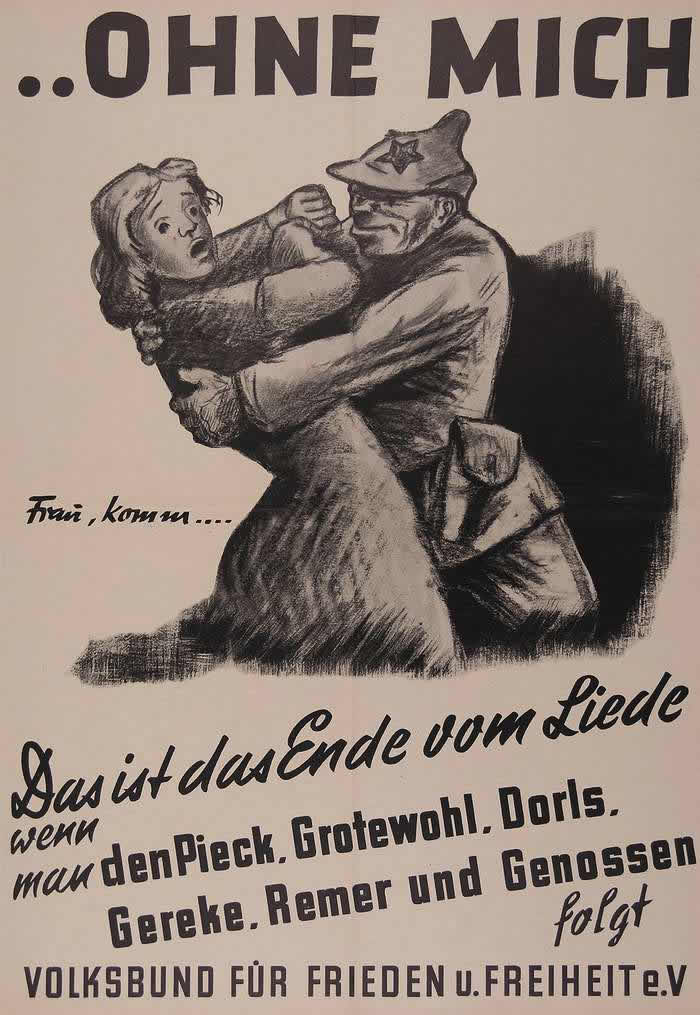 ..OHNE MICH
Frau, komm....
Das ist das Ende vom Liede
wenn
man den Pieck, Grotewohl, Dorls,
Gereke, Remer und Genossen
folgt
VOLKSBUND FÜR FRIEDEN u. FREIHEIT e.V